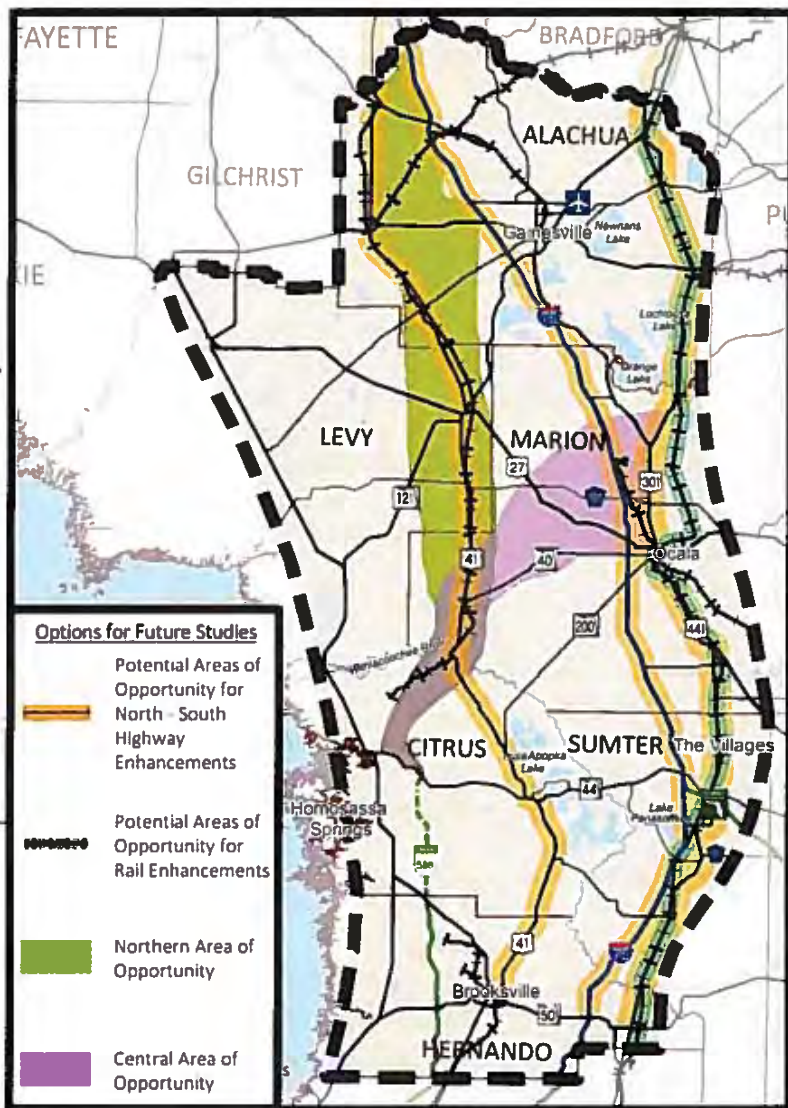 FAYETTE
BRADFORD
ALACHUA
GILCHRIST
PU
Gainesville
Newnans
Lake
KIE
Lochloosa
Lake
Orange
Lake
LEVY
MARION
27
301
12
41
40
Ocala
200
441
Options for Future Studies
Potential Areas of
Opportunity for
North - South
Highway
Enhancements
Potential Areas of
Opportunity for
Rail Enhancements
Northern Area of
Opportunity
Central Area of
Opportunity
CITRUS
SUMTER
The Villages
Lake
44
Lake
Panasoffkee
Homosassa
Springs
41
Brooksville
50
HERNANDO
s